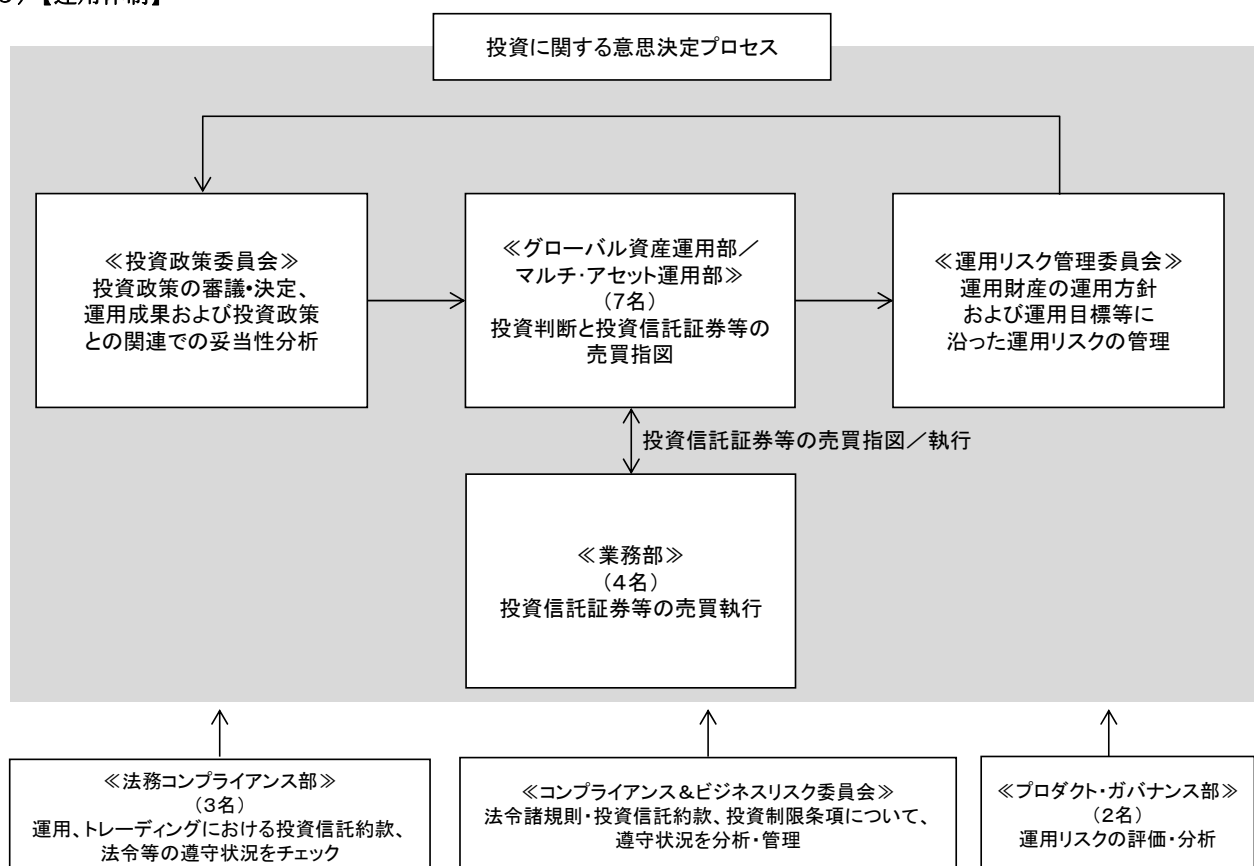 【運用体制】
投資に関する意思決定プロセス
≪投資政策委員会≫
投資政策の審議・決定、
運用成果および投資政策
との関連での妥当性分析
≪グローバル資産運用部／
マルチ・アセット運用部≫
（7名）
投資判断と投資信託証券等の
売買指図
≪運用リスク管理委員会≫
運用財産の運用方針
および運用目標等に
沿った運用リスクの管理
投資信託証券等の売買指図／執行
≪業務部≫
（4名）
投資信託証券等の売買執行
≪法務コンプライアンス部≫
（3名）
運用、トレーディングにおける投資信託約款、
法令等の遵守状況をチェック
≪コンプライアンス＆ビジネスリスク委員会≫
法令諸規則・投資信託約款、投資制限条項について、
遵守状況を分析・管理
≪プロダクト・ガバナンス部≫
（2名）
運用リスクの評価・分析